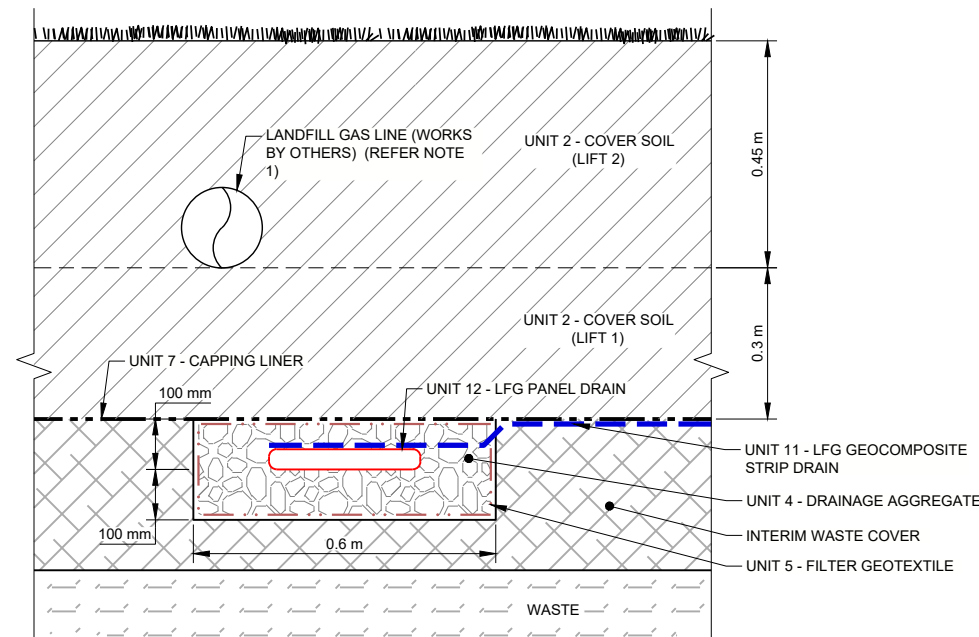 LANDFILL GAS LINE (WORKS
BY OTHERS)  (REFER NOTE
1)
UNIT 2 - COVER SOIL
(LIFT 2)
0.45 m
UNIT 2 - COVER SOIL
(LIFT 1)
0.3 m
UNIT 7 - CAPPING LINER
100 mm
UNIT 12 - LFG PANEL DRAIN
UNIT 11 - LFG GEOCOMPOSITE
STRIP DRAIN
UNIT 4 - DRAINAGE AGGREGATE
100 mm
INTERIM WASTE COVER
0.6 m
UNIT 5 - FILTER GEOTEXTILE
WASTE